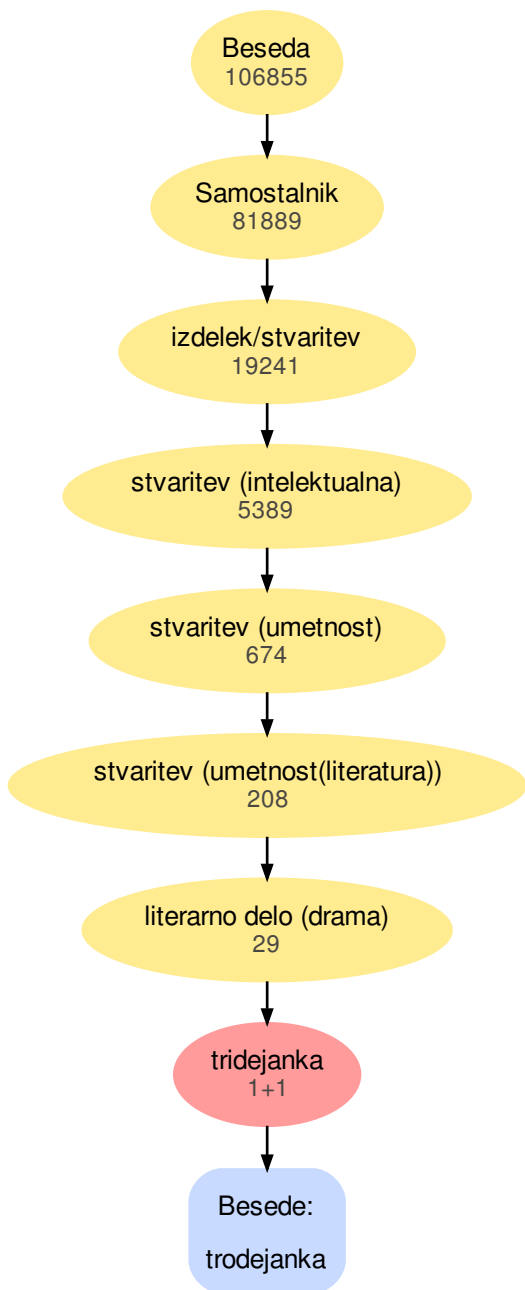 Beseda
106855
Samostalnik
81889
izdelek/stvaritev
19241
stvaritev (intelektualna)
5389
stvaritev (umetnost)
674
stvaritev (umetnost(literatura))
208
literarno delo (drama)
29
tridejanka
1+1
Besede:
trodejanka